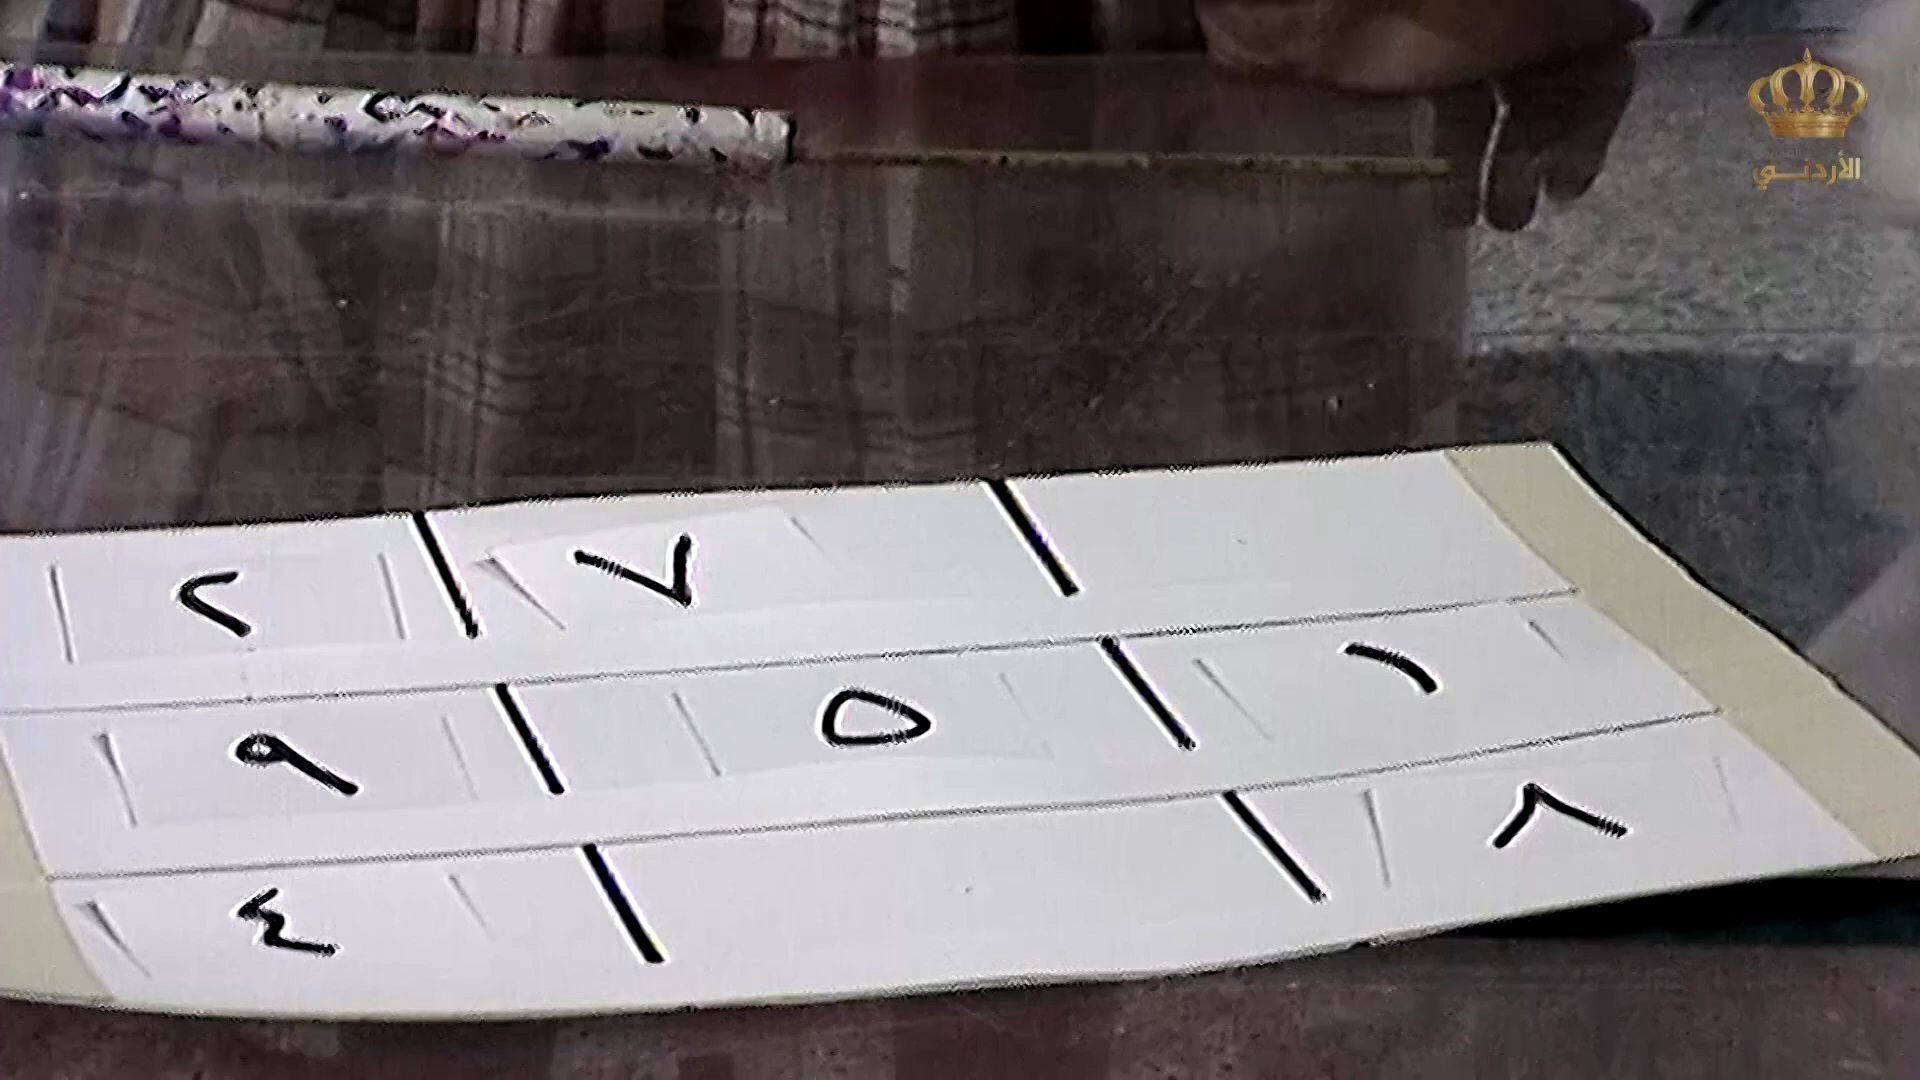 الأردني
٢ ٧
٩ ٥ ١
٤ ٨